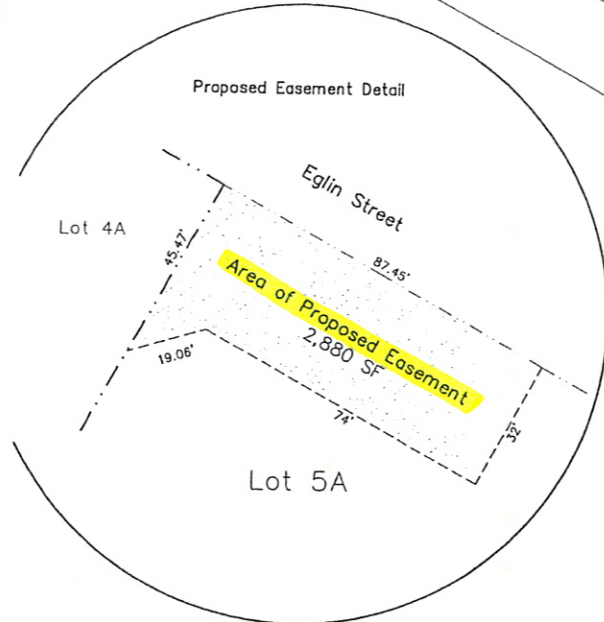 Proposed Easement Detail
Eglin Street
Lot 4A
45.47'
87.45'
Area of Proposed Easement
2,880 SF
19.06'
74'
32'
Lot 5A